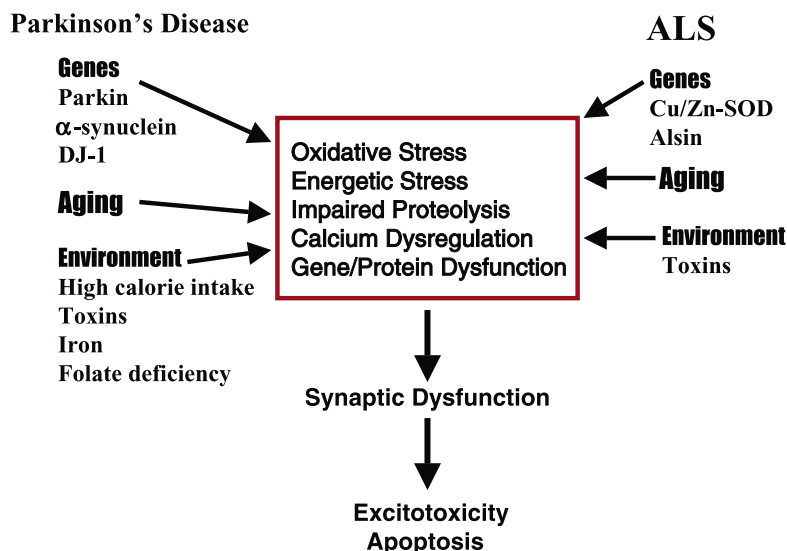 Parkinson's Disease
Genes
Parkin
α-synuclein
DJ-1
Aging
Environment
High calorie intake
Toxins
Iron
Folate deficiency
ALS
Genes
Cu/Zn-SOD
Alsin
Aging
Environment
Toxins
Oxidative Stress
Energetic Stress
Impaired Proteolysis
Calcium Dysregulation
Gene/Protein Dysfunction
Synaptic Dysfunction
Excitotoxicity
Apoptosis